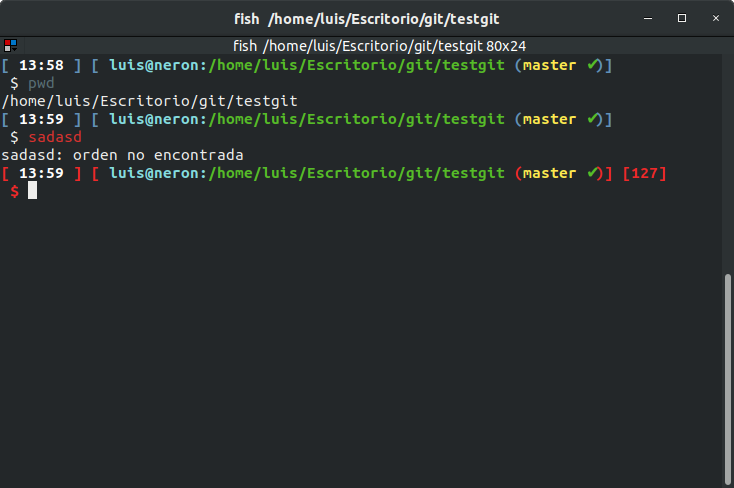 fish /home/luis/Escritorio/git/testgit
fish /home/luis/Escritorio/git/testgit 80x24
[ 13:58 ] [ luis@neron:/home/luis/Escritorio/git/testgit (master ✔)]
$ pwd
/home/luis/Escritorio/git/testgit
[ 13:59 ] [ luis@neron:/home/luis/Escritorio/git/testgit (master ✔)]
$ sadasd
sadasd: orden no encontrada
[ 13:59 ] [ luis@neron:/home/luis/Escritorio/git/testgit (master ✔)] [127]
$